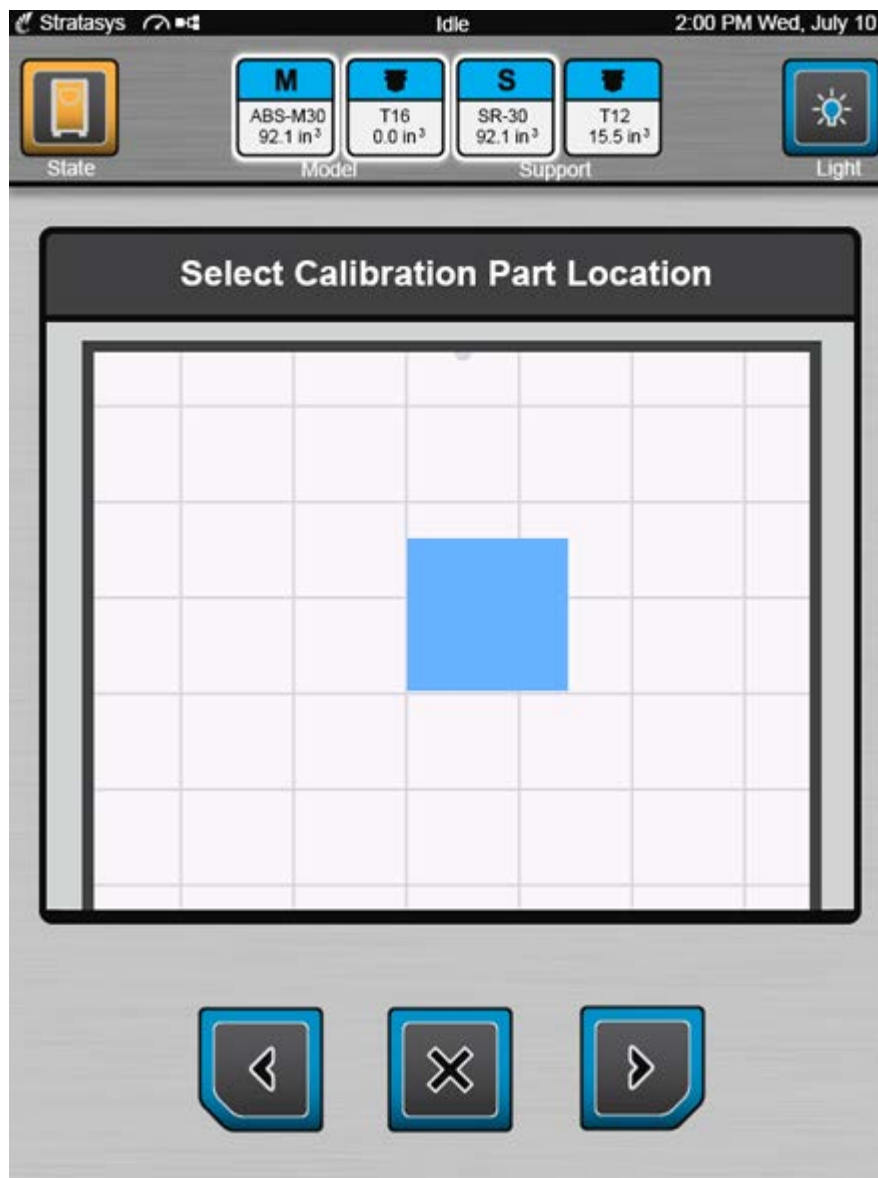 Stratasys
Idle
2:00 PM Wed, July 10
M
ABS-M30
92.1 in³
T16
0.0 in³
S
SR-30
92.1 in³
T12
15.5 in³
State
Model
Support
Light
Select Calibration Part Location